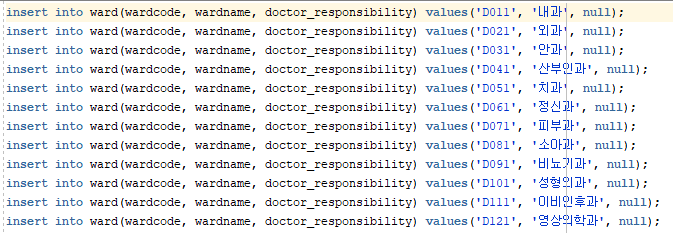 insert into ward(wardcode, wardname, doctor_responsibility) values('D011', '내과', null);
insert into ward(wardcode, wardname, doctor_responsibility) values('D021', '외과', null);
insert into ward(wardcode, wardname, doctor_responsibility) values('D031', '안과', null);
insert into ward(wardcode, wardname, doctor_responsibility) values('D041', '산부인과', null);
insert into ward(wardcode, wardname, doctor_responsibility) values('D051', '치과', null);
insert into ward(wardcode, wardname, doctor_responsibility) values('D061', '정신과', null);
insert into ward(wardcode, wardname, doctor_responsibility) values('D071', '피부과', null);
insert into ward(wardcode, wardname, doctor_responsibility) values('D081', '소아과', null);
insert into ward(wardcode, wardname, doctor_responsibility) values('D091', '비뇨기과', null);
insert into ward(wardcode, wardname, doctor_responsibility) values('D101', '성형외과', null);
insert into ward(wardcode, wardname, doctor_responsibility) values('D111', '이비인후과', null);
insert into ward(wardcode, wardname, doctor_responsibility) values('D121', '영상의학과', null);